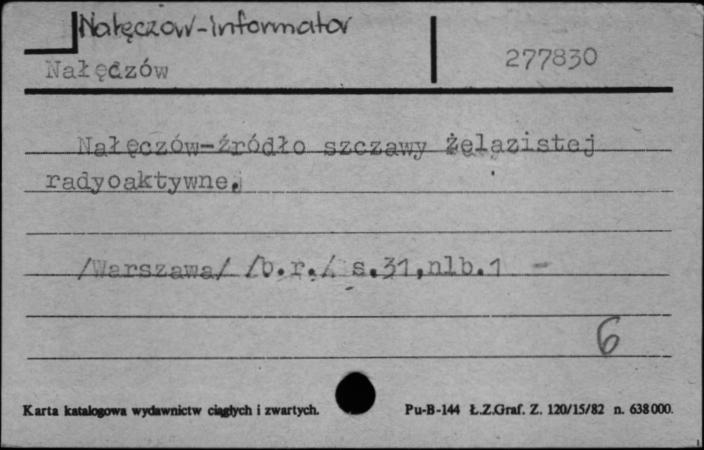 Nałęczów-informator
Nałędzów 277830
Nałęczów-źródło szczawy żelazistej
radyoaktywne.
/Warszawa/ /b.r./ s.31,nlb.1 -
6
Karta katalogowa wydawnictw ciągłych i zwartych. Pu-B-144 Ł.Z.Graf. Z. 120/15/82 n. 638000.